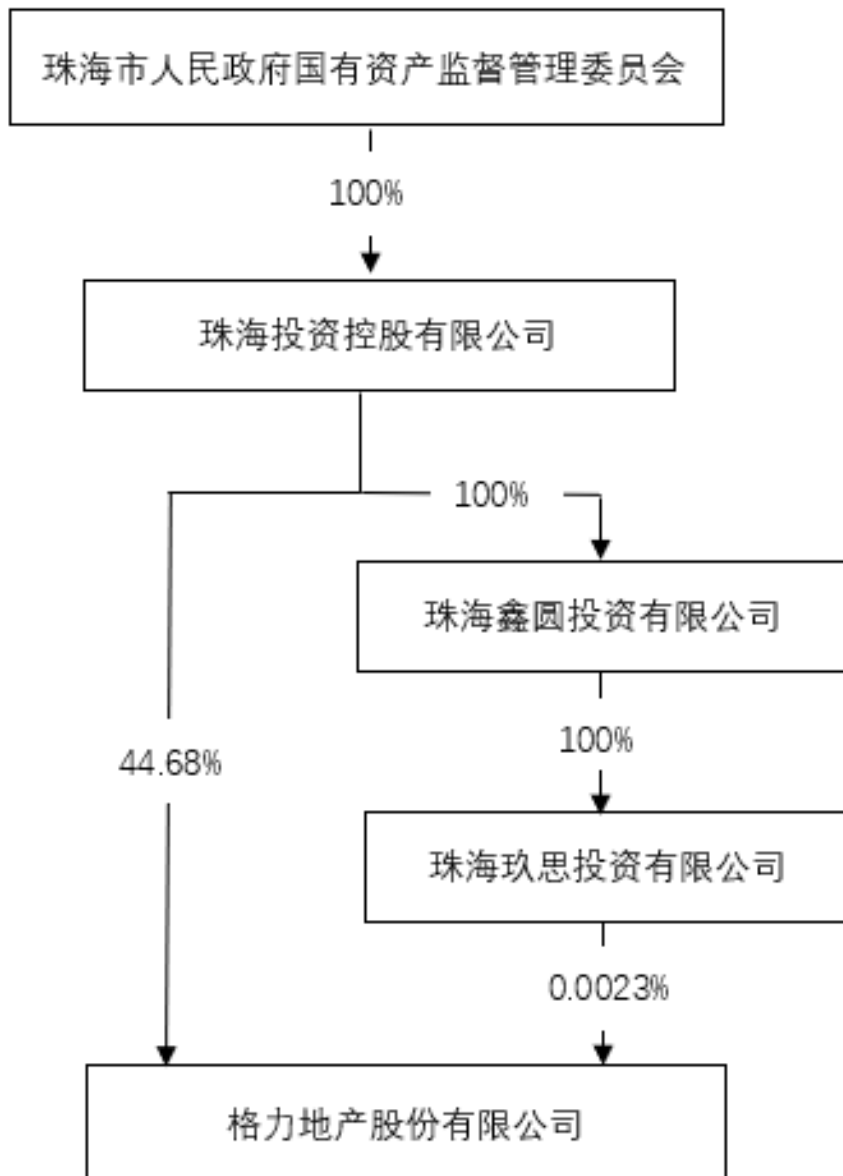 珠海市人民政府国有资产监督管理委员会
100%
珠海投资控股有限公司
100%
珠海鑫圆投资有限公司
100%
44.68%
珠海玖思投资有限公司
0.0023%
格力地产股份有限公司